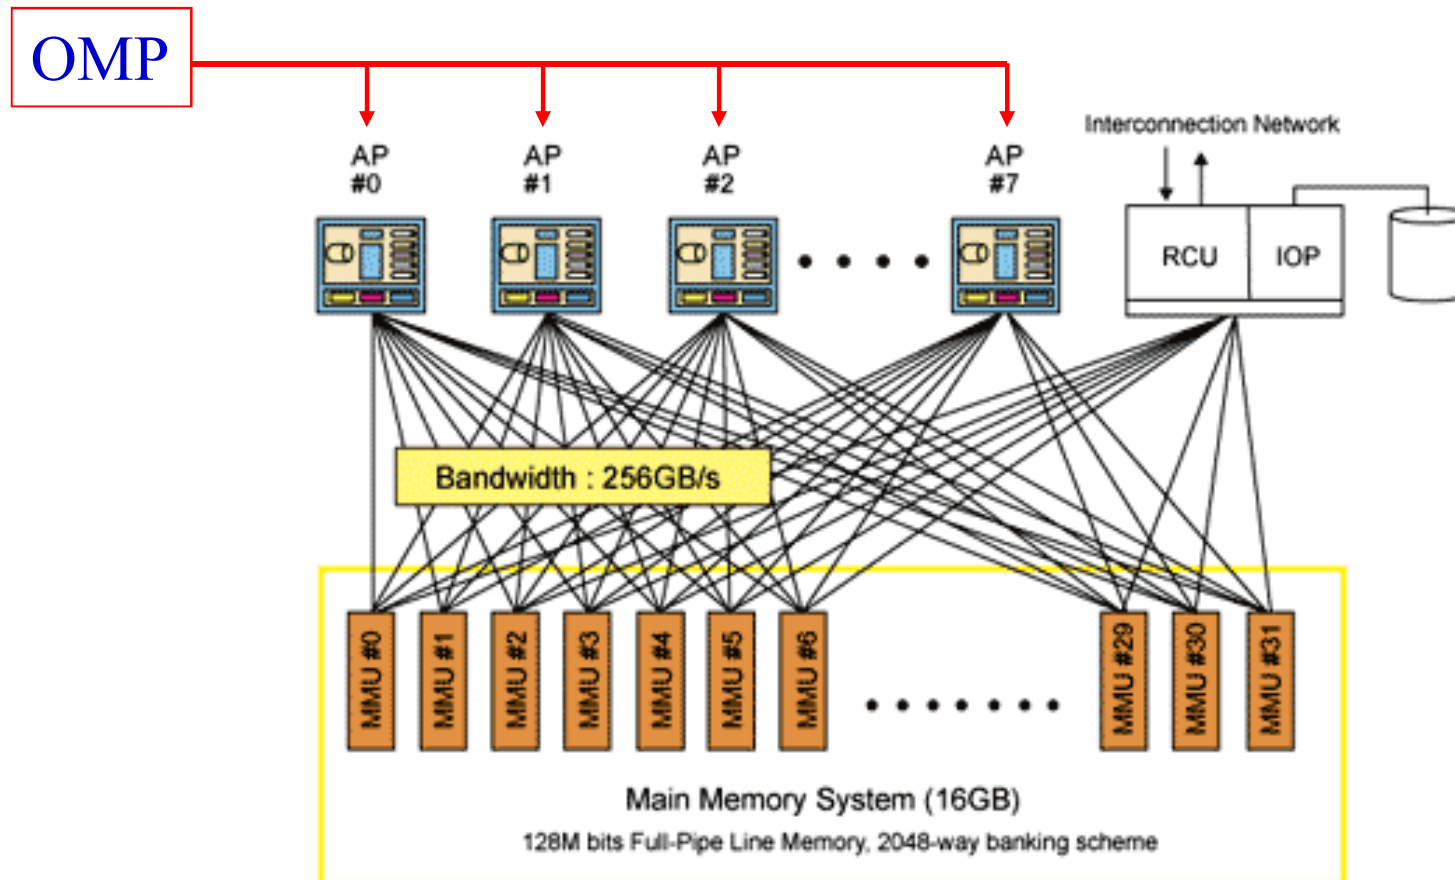 OMP
AP
#0
AP
#1
AP
#2
AP
#7
Interconnection Network
RCU
IOP
Bandwidth : 256GB/s
MMU #0
MMU #1
MMU #2
MMU #3
MMU #4
MMU #5
MMU #6
MMU #29
MMU #30
MMU #31
Main Memory System (16GB)
128M bits Full-Pipe Line Memory, 2048-way banking scheme